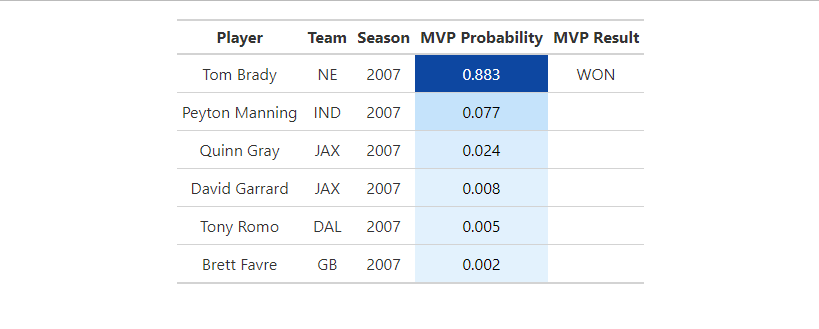 Player Team Season MVP Probability MVP Result
Tom Brady NE 2007 0.883 WON
Peyton Manning IND 2007 0.077
Quinn Gray JAX 2007 0.024
David Garrard JAX 2007 0.008
Tony Romo DAL 2007 0.005
Brett Favre GB 2007 0.002